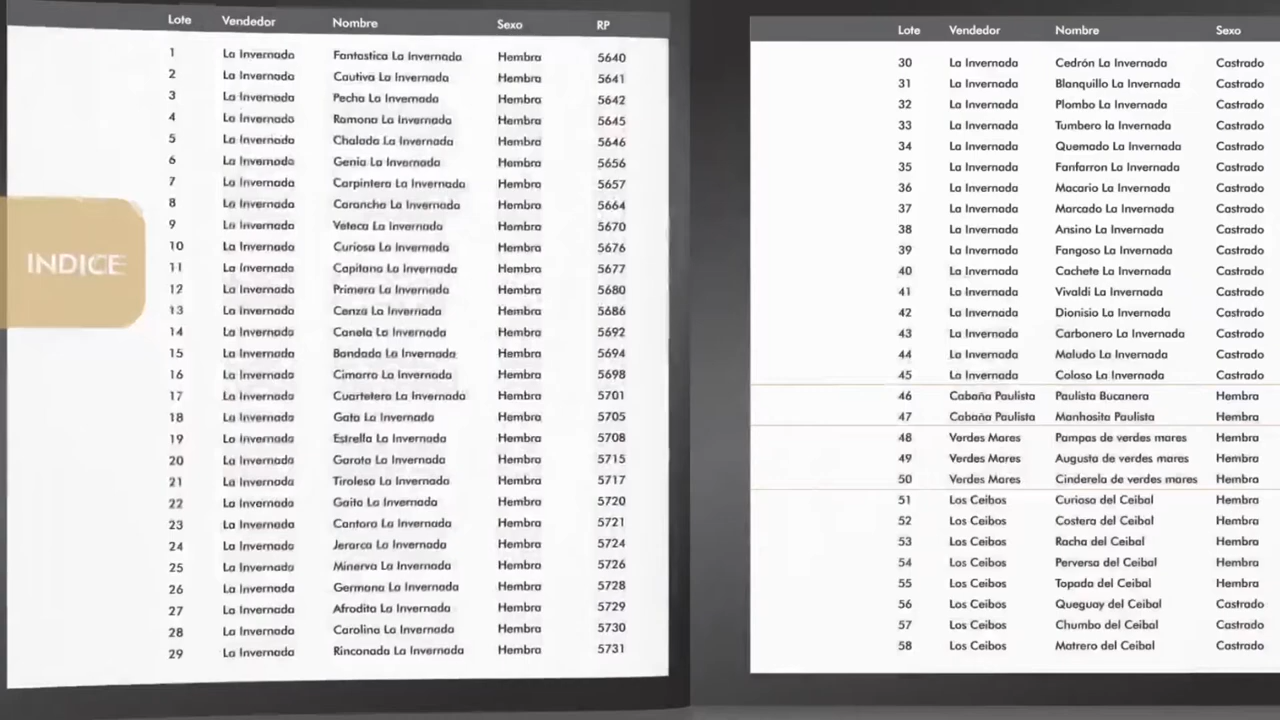 INDICE
Lote Vendedor Nombre Sexo RP
1 La Invernada Fantastica La Invernada Hembra 5640
2 La Invernada Cautiva La Invernada Hembra 5641
3 La Invernada Pecha La Invernada Hembra 5642
4 La Invernada Ramona La Invernada Hembra 5645
5 La Invernada Chalada La Invernada Hembra 5646
6 La Invernada Genia La Invernada Hembra 5656
7 La Invernada Carpintera La Invernada Hembra 5657
8 La Invernada Carancha La Invernada Hembra 5664
9 La Invernada Veteca La Invernada Hembra 5670
10 La Invernada Curiosa La Invernada Hembra 5676
11 La Invernada Capitana La Invernada Hembra 5677
12 La Invernada Primera La Invernada Hembra 5680
13 La Invernada Cenza La Invernada Hembra 5686
14 La Invernada Canela La Invernada Hembra 5692
15 La Invernada Bandada La Invernada Hembra 5694
16 La Invernada Cimarra La Invernada Hembra 5698
17 La Invernada Cuartetera La Invernada Hembra 5701
18 La Invernada Gata La Invernada Hembra 5705
19 La Invernada Estrella La Invernada Hembra 5708
20 La Invernada Garota La Invernada Hembra 5715
21 La Invernada Tirolesa La Invernada Hembra 5717
22 La Invernada Gaita La Invernada Hembra 5720
23 La Invernada Cantora La Invernada Hembra 5721
24 La Invernada Jerarca La Invernada Hembra 5724
25 La Invernada Minerva La Invernada Hembra 5726
26 La Invernada Germana La Invernada Hembra 5728
27 La Invernada Afrodita La Invernada Hembra 5729
28 La Invernada Carolina La Invernada Hembra 5730
29 La Invernada Rinconada La Invernada Hembra 5731
Lote Vendedor Nombre Sexo
30 La Invernada Cedrón La Invernada Castrado
31 La Invernada Blanquillo La Invernada Castrado
32 La Invernada Plombo La Invernada Castrado
33 La Invernada Tumbero la Invernada Castrado
34 La Invernada Quemado La Invernada Castrado
35 La Invernada Fanfarron La Invernada Castrado
36 La Invernada Macario La Invernada Castrado
37 La Invernada Marcado La Invernada Castrado
38 La Invernada Ansino La Invernada Castrado
39 La Invernada Fangoso La Invernada Castrado
40 La Invernada Cachete La Invernada Castrado
41 La Invernada Vivaldi La Invernada Castrado
42 La Invernada Dionisio La Invernada Castrado
43 La Invernada Carbonero La Invernada Castrado
44 La Invernada Maludo La Invernada Castrado
45 La Invernada Coloso La Invernada Castrado
46 Cabaña Paulista Paulista Bucanera Hembra
47 Cabaña Paulista Manhosita Paulista Hembra
48 Verdes Mares Pampas de verdes mares Hembra
49 Verdes Mares Augusta de verdes mares Hembra
50 Verdes Mares Cinderela de verdes mares Hembra
51 Los Ceibos Curiosa del Ceibal Hembra
52 Los Ceibos Costera del Ceibal Hembra
53 Los Ceibos Racha del Ceibal Hembra
54 Los Ceibos Perversa del Ceibal Hembra
55 Los Ceibos Topada del Ceibal Hembra
56 Los Ceibos Queguay del Ceibal Castrado
57 Los Ceibos Chumbo del Ceibal Castrado
58 Los Ceibos Matrero del Ceibal Castrado